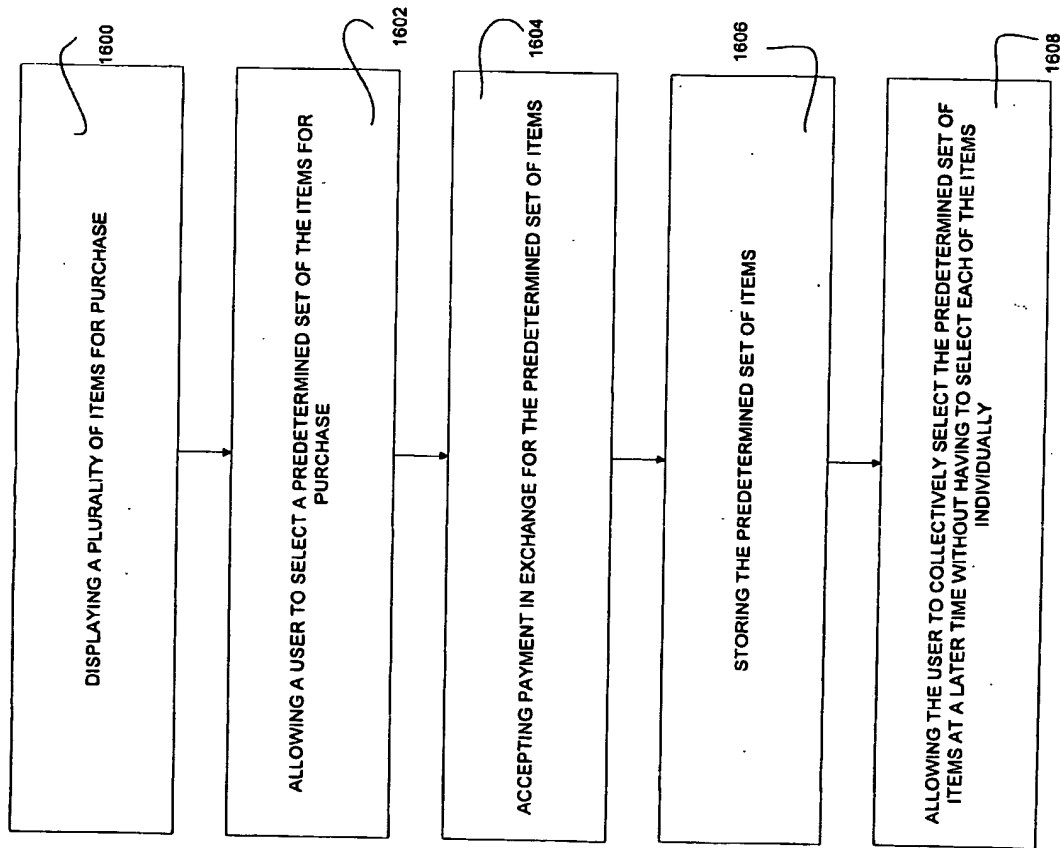 DISPLAYING A PLURALITY OF ITEMS FOR PURCHASE
1600
ALLOWING A USER TO SELECT A PREDETERMINED SET OF THE ITEMS FOR
PURCHASE
1602
ACCEPTING PAYMENT IN EXCHANGE FOR THE PREDETERMINED SET OF ITEMS
1604
STORING THE PREDETERMINED SET OF ITEMS
1606
ALLOWING THE USER TO COLLECTIVELY SELECT THE PREDETERMINED SET OF
ITEMS AT A LATER TIME WITHOUT HAVING TO SELECT EACH OF THE ITEMS
INDIVIDUALLY
1608